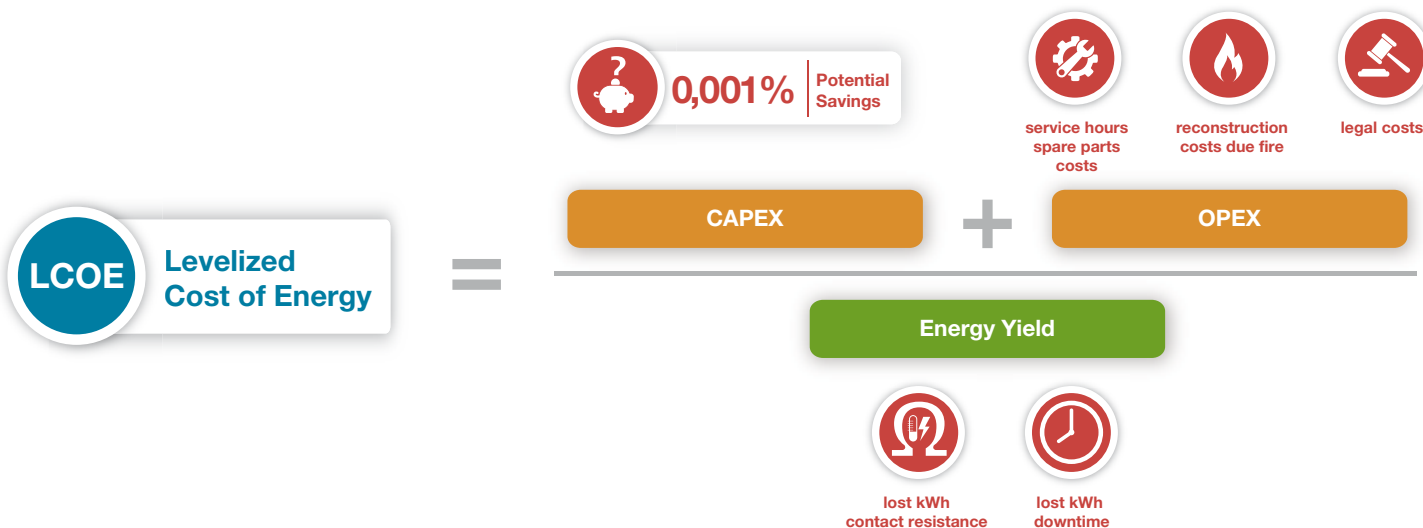 ?
0,001%
Potential
Savings
service hours
spare parts
costs
reconstruction
costs due fire
legal costs
CAPEX
+
OPEX
LCOE
Levelized
Cost of Energy
=
Energy Yield
Ω
lost kWh
contact resistance
lost kWh
downtime